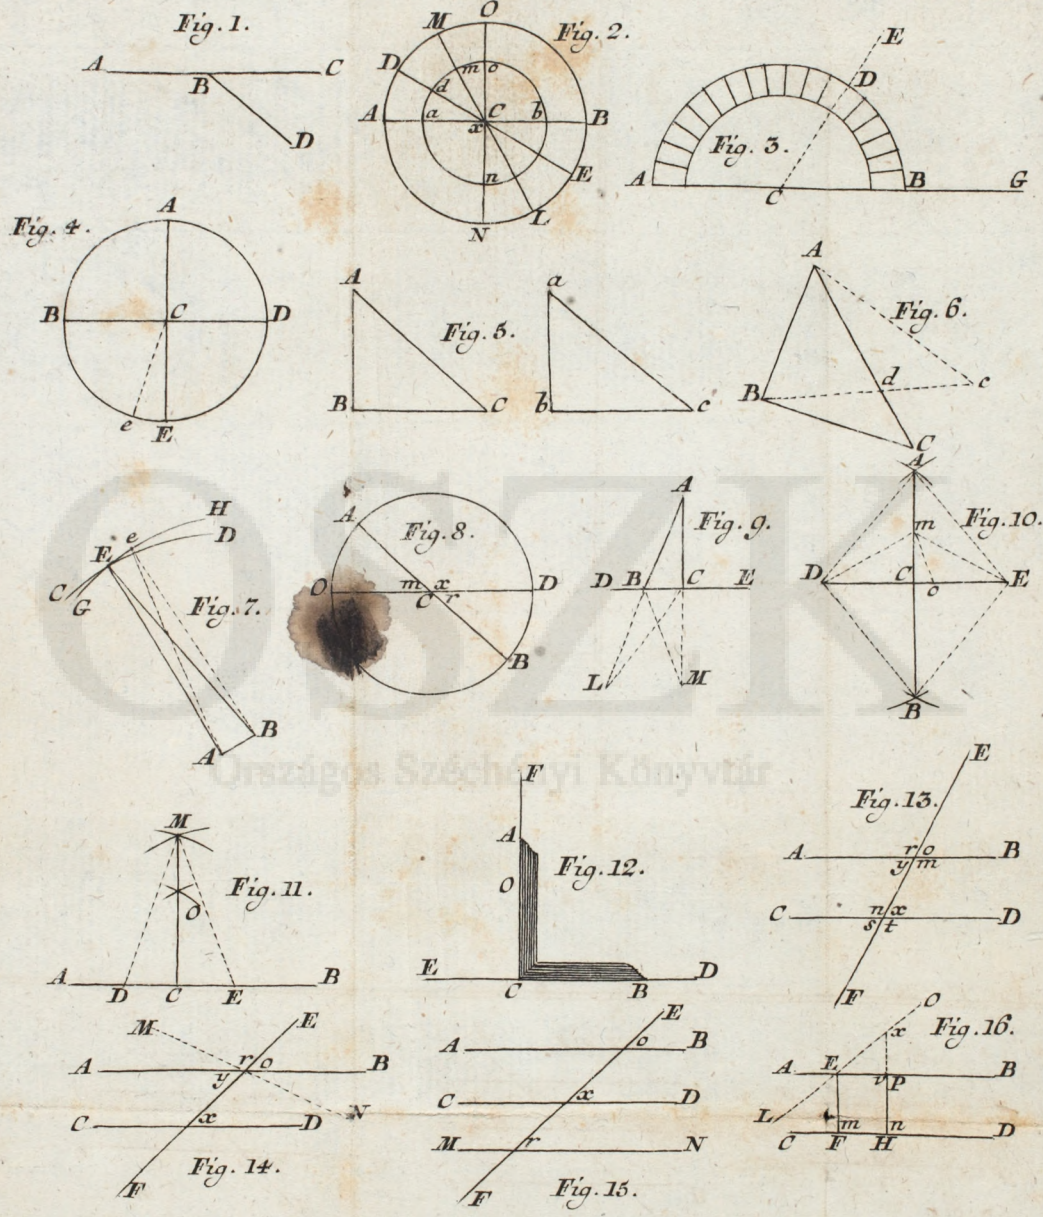 Fig. 1.
A B C D
Fig. 2.
M O D m o d A a C b B x n E L N
Fig. 3.
E D A C B G
Fig. 4.
A B C D e E
Fig. 5.
A B C a b c
Fig. 6.
A B d c C
Fig. 7.
H e D E C G B A
Fig. 8.
A O m x D C r B
Fig. 9.
A D B C E L M
Fig. 10.
A m D C o E B
OSZK
Országos Széchényi Könyvtár
Fig. 11.
M O A D C E B
Fig. 12.
F A O E C B D
Fig. 13.
E A r o B y m C n x D s t F
Fig. 14.
M E A r o B y C x D N F
Fig. 15.
E A o B C x D M r N F
Fig. 16.
O x A E P B L m n C F H D